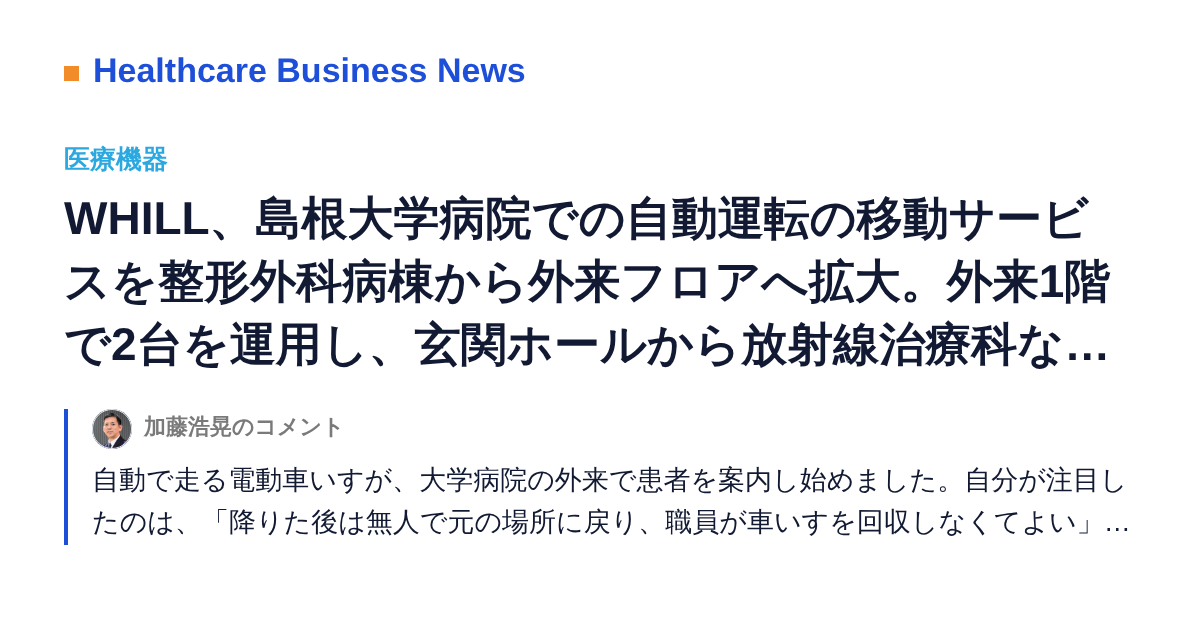 Healthcare Business News
医療機器
WHILL、島根大学病院での自動運転の移動サービ
スを整形外科病棟から外来フロアへ拡大。外来1階
で2台を運用し、玄関ホールから放射線治療科な…
加藤浩晃のコメント
自動で走る電動車いすが、大学病院の外来で患者を案内し始めました。自分が注目し
たのは、「降りた後は無人で元の場所に戻り、職員が車いすを回収しなくてよい」…